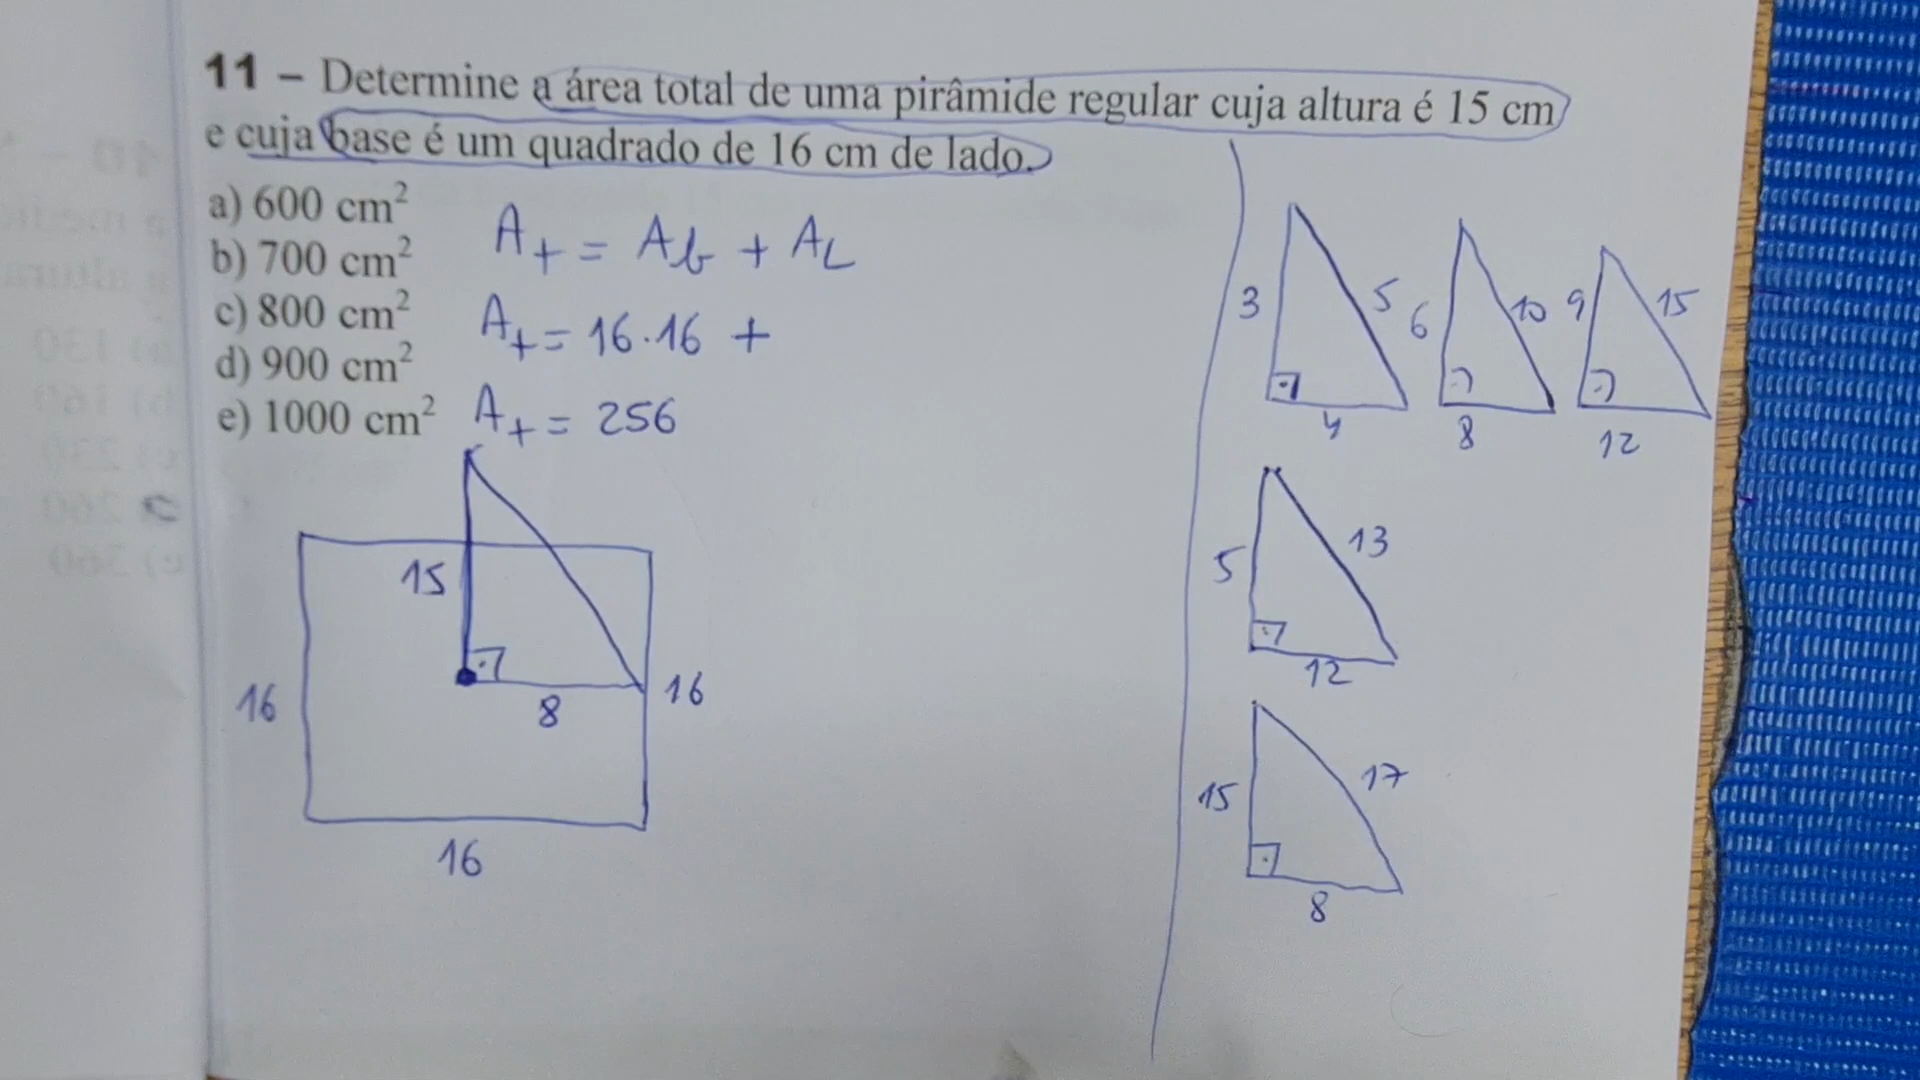 11 – Determine a área total de uma pirâmide regular cuja altura é 15 cm
e cuja base é um quadrado de 16 cm de lado.
a) 600 cm²
b) 700 cm²
c) 800 cm²
d) 900 cm²
e) 1000 cm²
A+ = Ab + AL
A+ = 16.16 +
A+ = 256
15
16
8
16
16
3
5
4
6
10
8
9
15
12
5
13
12
15
17
8